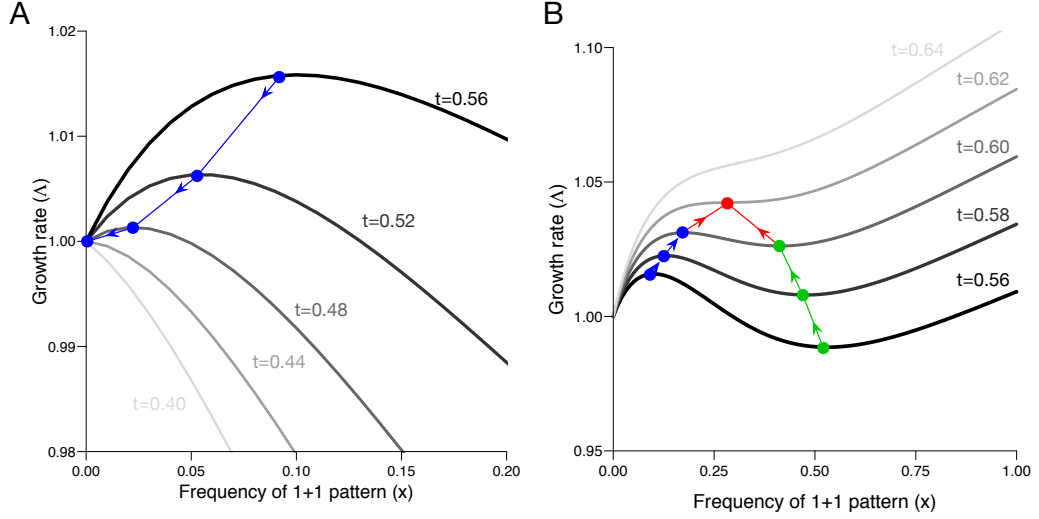 A
1.02
1.01
1.00
0.99
0.98
Growth rate (Λ)
t=0.56
t=0.52
t=0.48
t=0.44
t=0.40
0.00 0.05 0.10 0.15 0.20
Frequency of 1+1 pattern (x)
B
1.10
1.05
1.00
0.95
Growth rate (Λ)
t=0.64
t=0.62
t=0.60
t=0.58
t=0.56
0.00 0.25 0.50 0.75 1.00
Frequency of 1+1 pattern (x)